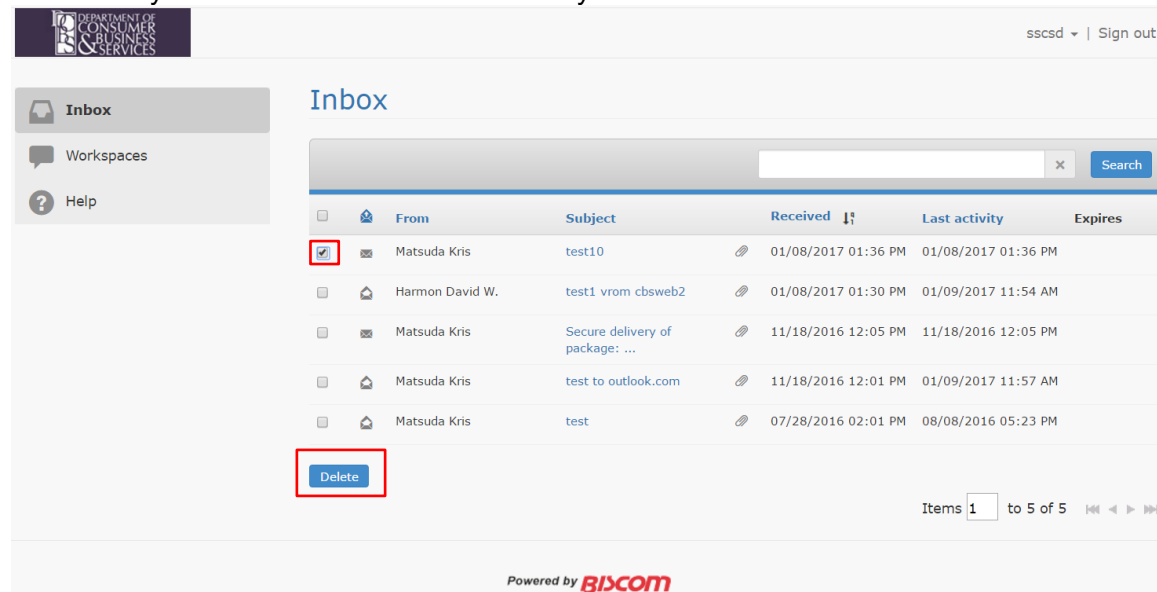 DEPARTMENT OF
CONSUMER
& BUSINESS
SERVICES
sscsd | Sign out
Inbox
Inbox
Workspaces
Help
Search
From Subject Received Last activity Expires
Matsuda Kris test10 01/08/2017 01:36 PM 01/08/2017 01:36 PM
Harmon David W. test1 vrom cbsweb2 01/08/2017 01:30 PM 01/09/2017 11:54 AM
Matsuda Kris Secure delivery of 11/18/2016 12:05 PM 11/18/2016 12:05 PM
package: ...
Matsuda Kris test to outlook.com 11/18/2016 12:01 PM 01/09/2017 11:57 AM
Matsuda Kris test 07/28/2016 02:01 PM 08/08/2016 05:23 PM
Delete
Items 1 to 5 of 5
Powered by BISCOM